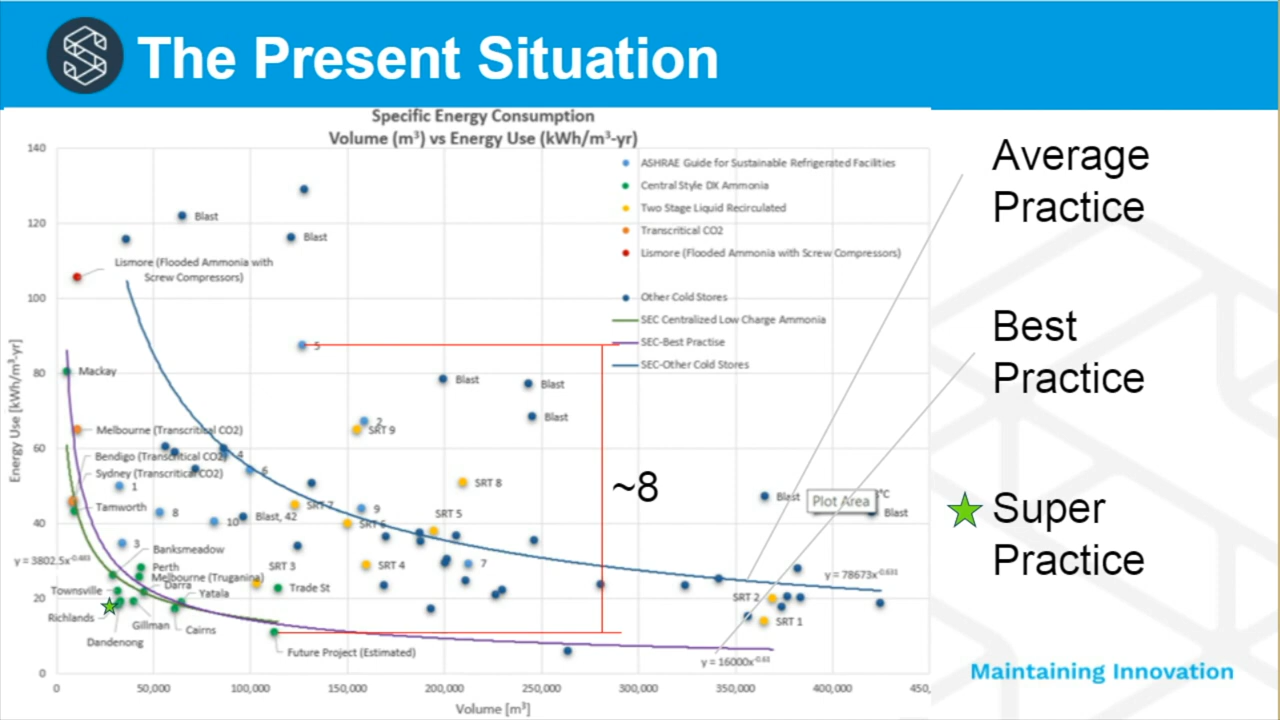 The Present Situation
Specific Energy Consumption
Volume (m³) vs Energy Use (kWh/m³-yr)
140
120
100
80
60
40
20
0
Energy Use [kWh/m³-yr]
0
50,000
100,000
150,000
200,000
250,000
300,000
350,000
400,000
450,
Volume [m³]
ASHRAE Guide for Sustainable Refrigerated Facilities
Central Style DX Ammonia
Two Stage Liquid Recirculated
Transcritical CO2
Lismore (Flooded Ammonia with Screw Compressors)
Other Cold Stores
SEC Centralized Low Charge Ammonia
SEC-Best Practise
SEC-Other Cold Stores
Blast
Blast
Lismore (Flooded Ammonia with
Screw Compressors)
5
Mackay
Blast
Blast
Blast
2
SRT 9
Melbourne (Transcritical CO2)
Bendigo (Transcritical CO2)
4
Sydney (Transcritical CO2)
6
1
SRT 8
~8
Blast
Plot Area
°C
Blast
Tamworth
8
10
Blast, 42
SRT 7
9
SRT 6
SRT 5
3
Banksmeadow
y = 3802.5x
Perth
SRT 3
SRT 4
7
Melbourne (Truganina)
Darra
Trade St
y = 78673x-0.631
Townsville
Yatala
SRT 2
Richlands
Gillman
Cairns
SRT 1
Dandenong
Future Project (Estimated)
y = 16000x-0.61
Average
Practice
Best
Practice
Super
Practice
Maintaining Innovation